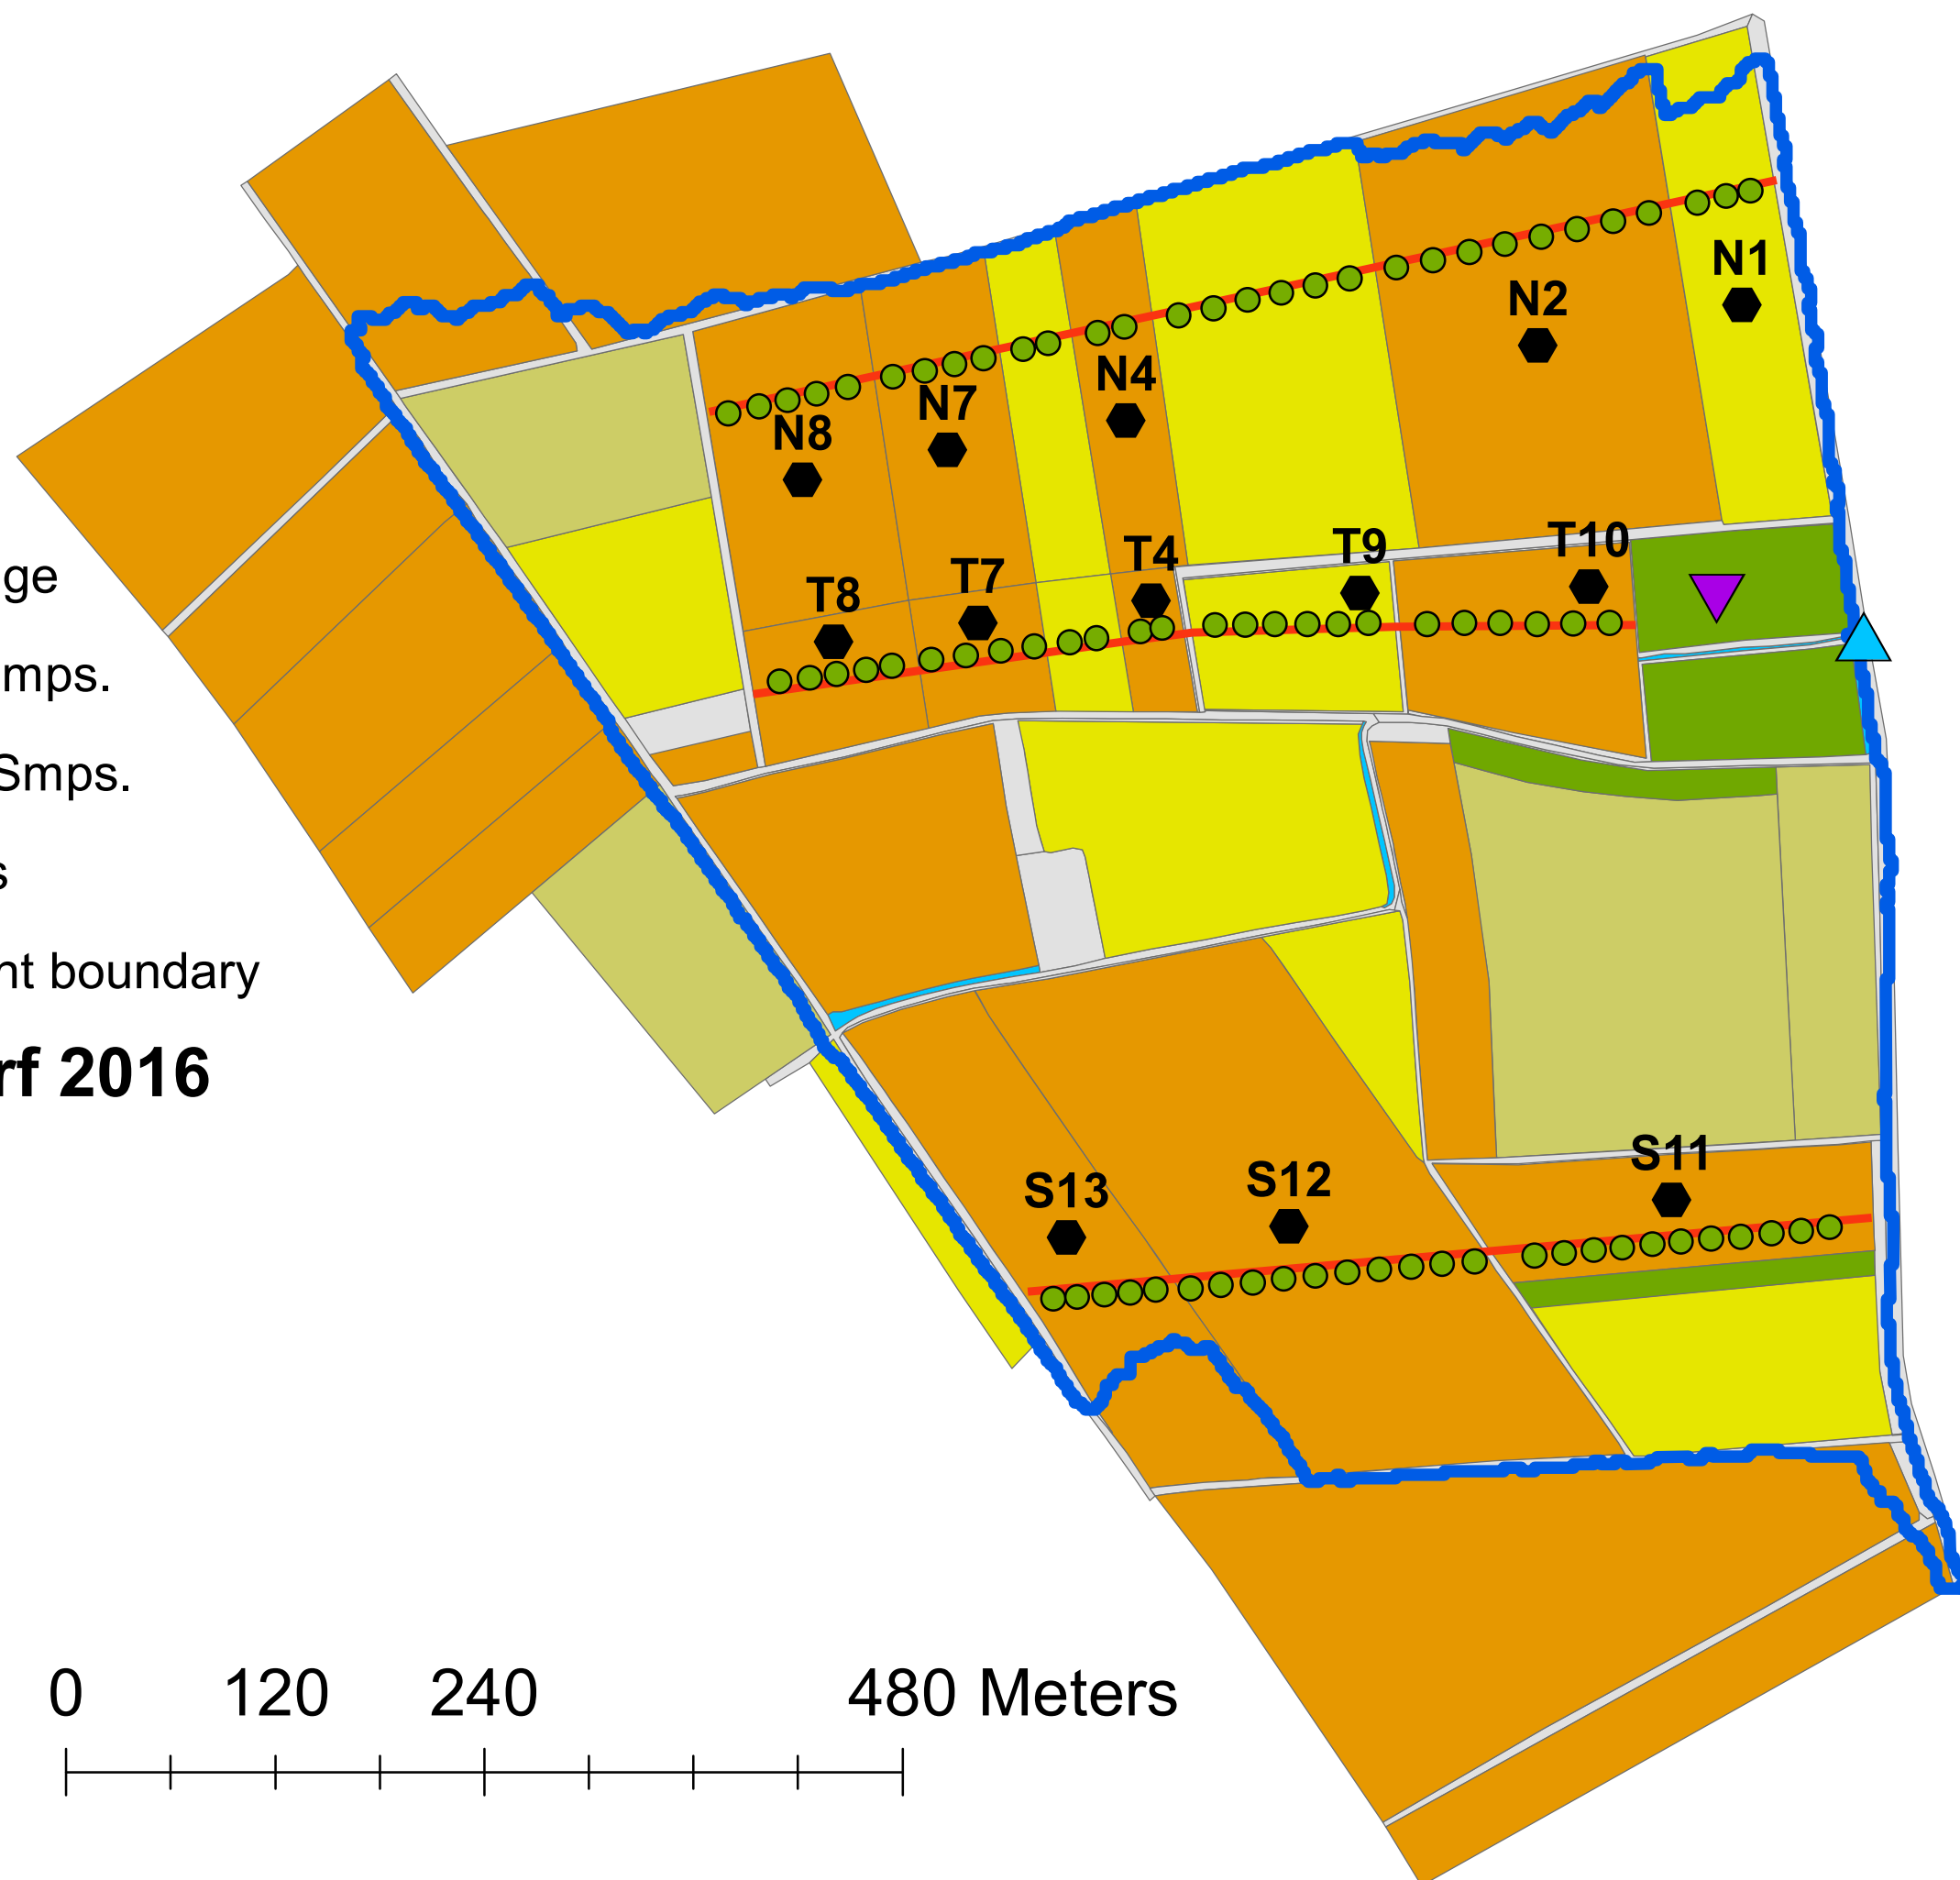 N1
N2
N4
N7
N8
T10
T9
T4
T7
T8
ge
mps.
Smps.
s
nt boundary
rf 2016
S11
S12
S13
0 120 240 480 Meters